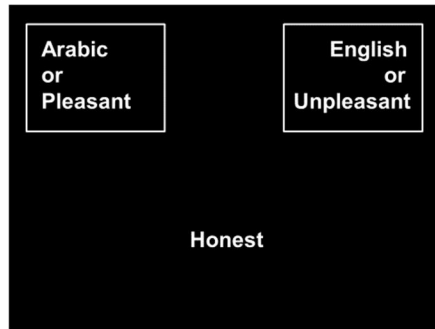 Arabic
or
Pleasant
English
or
Unpleasant
Honest